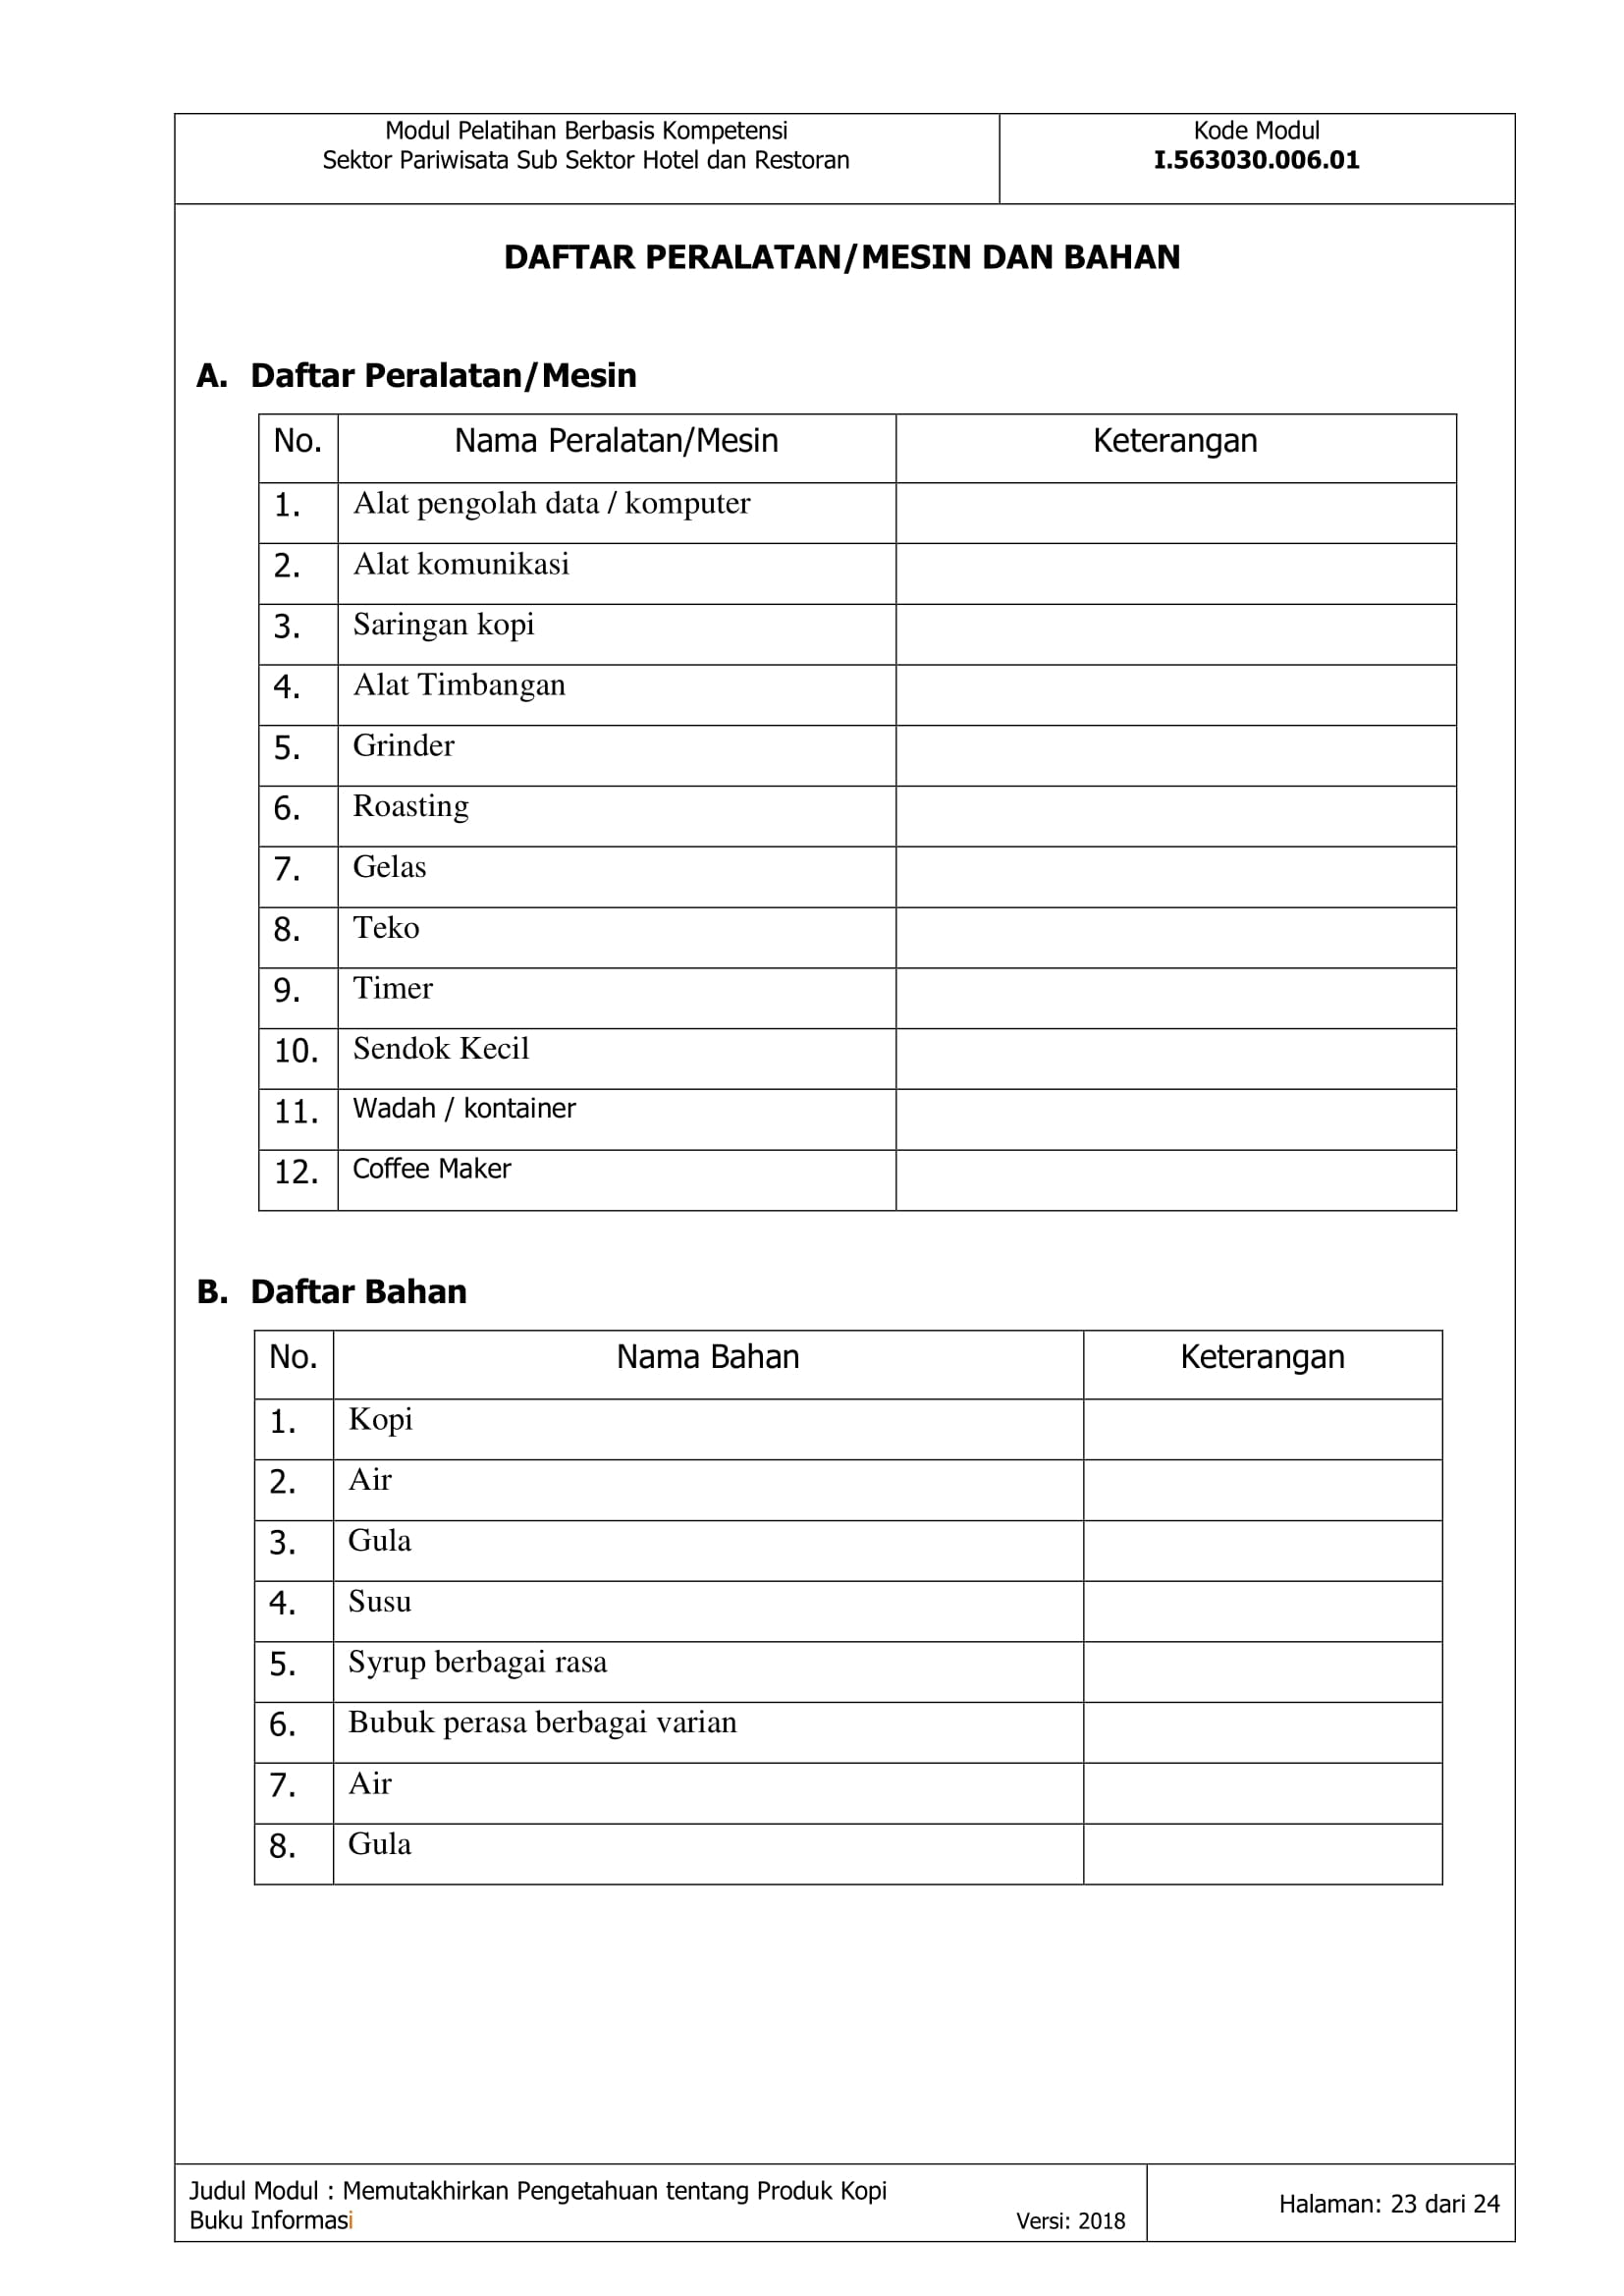 Modul Pelatihan Berbasis Kompetensi
Sektor Pariwisata Sub Sektor Hotel dan Restoran
Kode Modul
I.563030.006.01
DAFTAR PERALATAN/MESIN DAN BAHAN
A. Daftar Peralatan/Mesin
No. Nama Peralatan/Mesin Keterangan
1. Alat pengolah data / komputer
2. Alat komunikasi
3. Saringan kopi
4. Alat Timbangan
5. Grinder
6. Roasting
7. Gelas
8. Teko
9. Timer
10. Sendok Kecil
11. Wadah / kontainer
12. Coffee Maker
B. Daftar Bahan
No. Nama Bahan Keterangan
1. Kopi
2. Air
3. Gula
4. Susu
5. Syrup berbagai rasa
6. Bubuk perasa berbagai varian
7. Air
8. Gula
Judul Modul : Memutakhirkan Pengetahuan tentang Produk Kopi
Buku Informasi Versi: 2018
Halaman: 23 dari 24